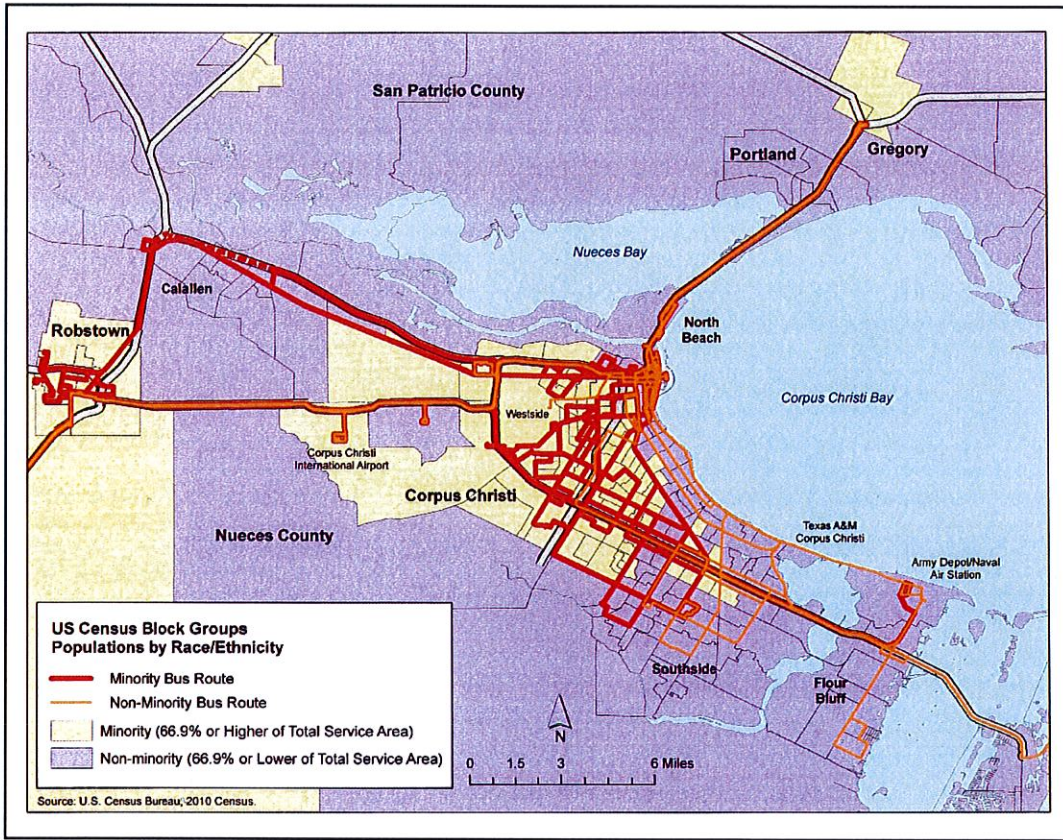 San Patricio County
Portland
Gregory
Nueces Bay
Calallen
North
Beach
Robstown
Corpus Christi Bay
Westside
Corpus Christi
International Airport
Corpus Christi
Nueces County
Texas A&M
Corpus Christi
Army Depot/Naval
Air Station
Southside
Flour
Bluff
US Census Block Groups
Populations by Race/Ethnicity
Minority Bus Route
Non-Minority Bus Route
Minority (66.9% or Higher of Total Service Area)
Non-minority (66.9% or Lower of Total Service Area)
N
0 1.5 3 6 Miles
Source: U.S. Census Bureau, 2010 Census.